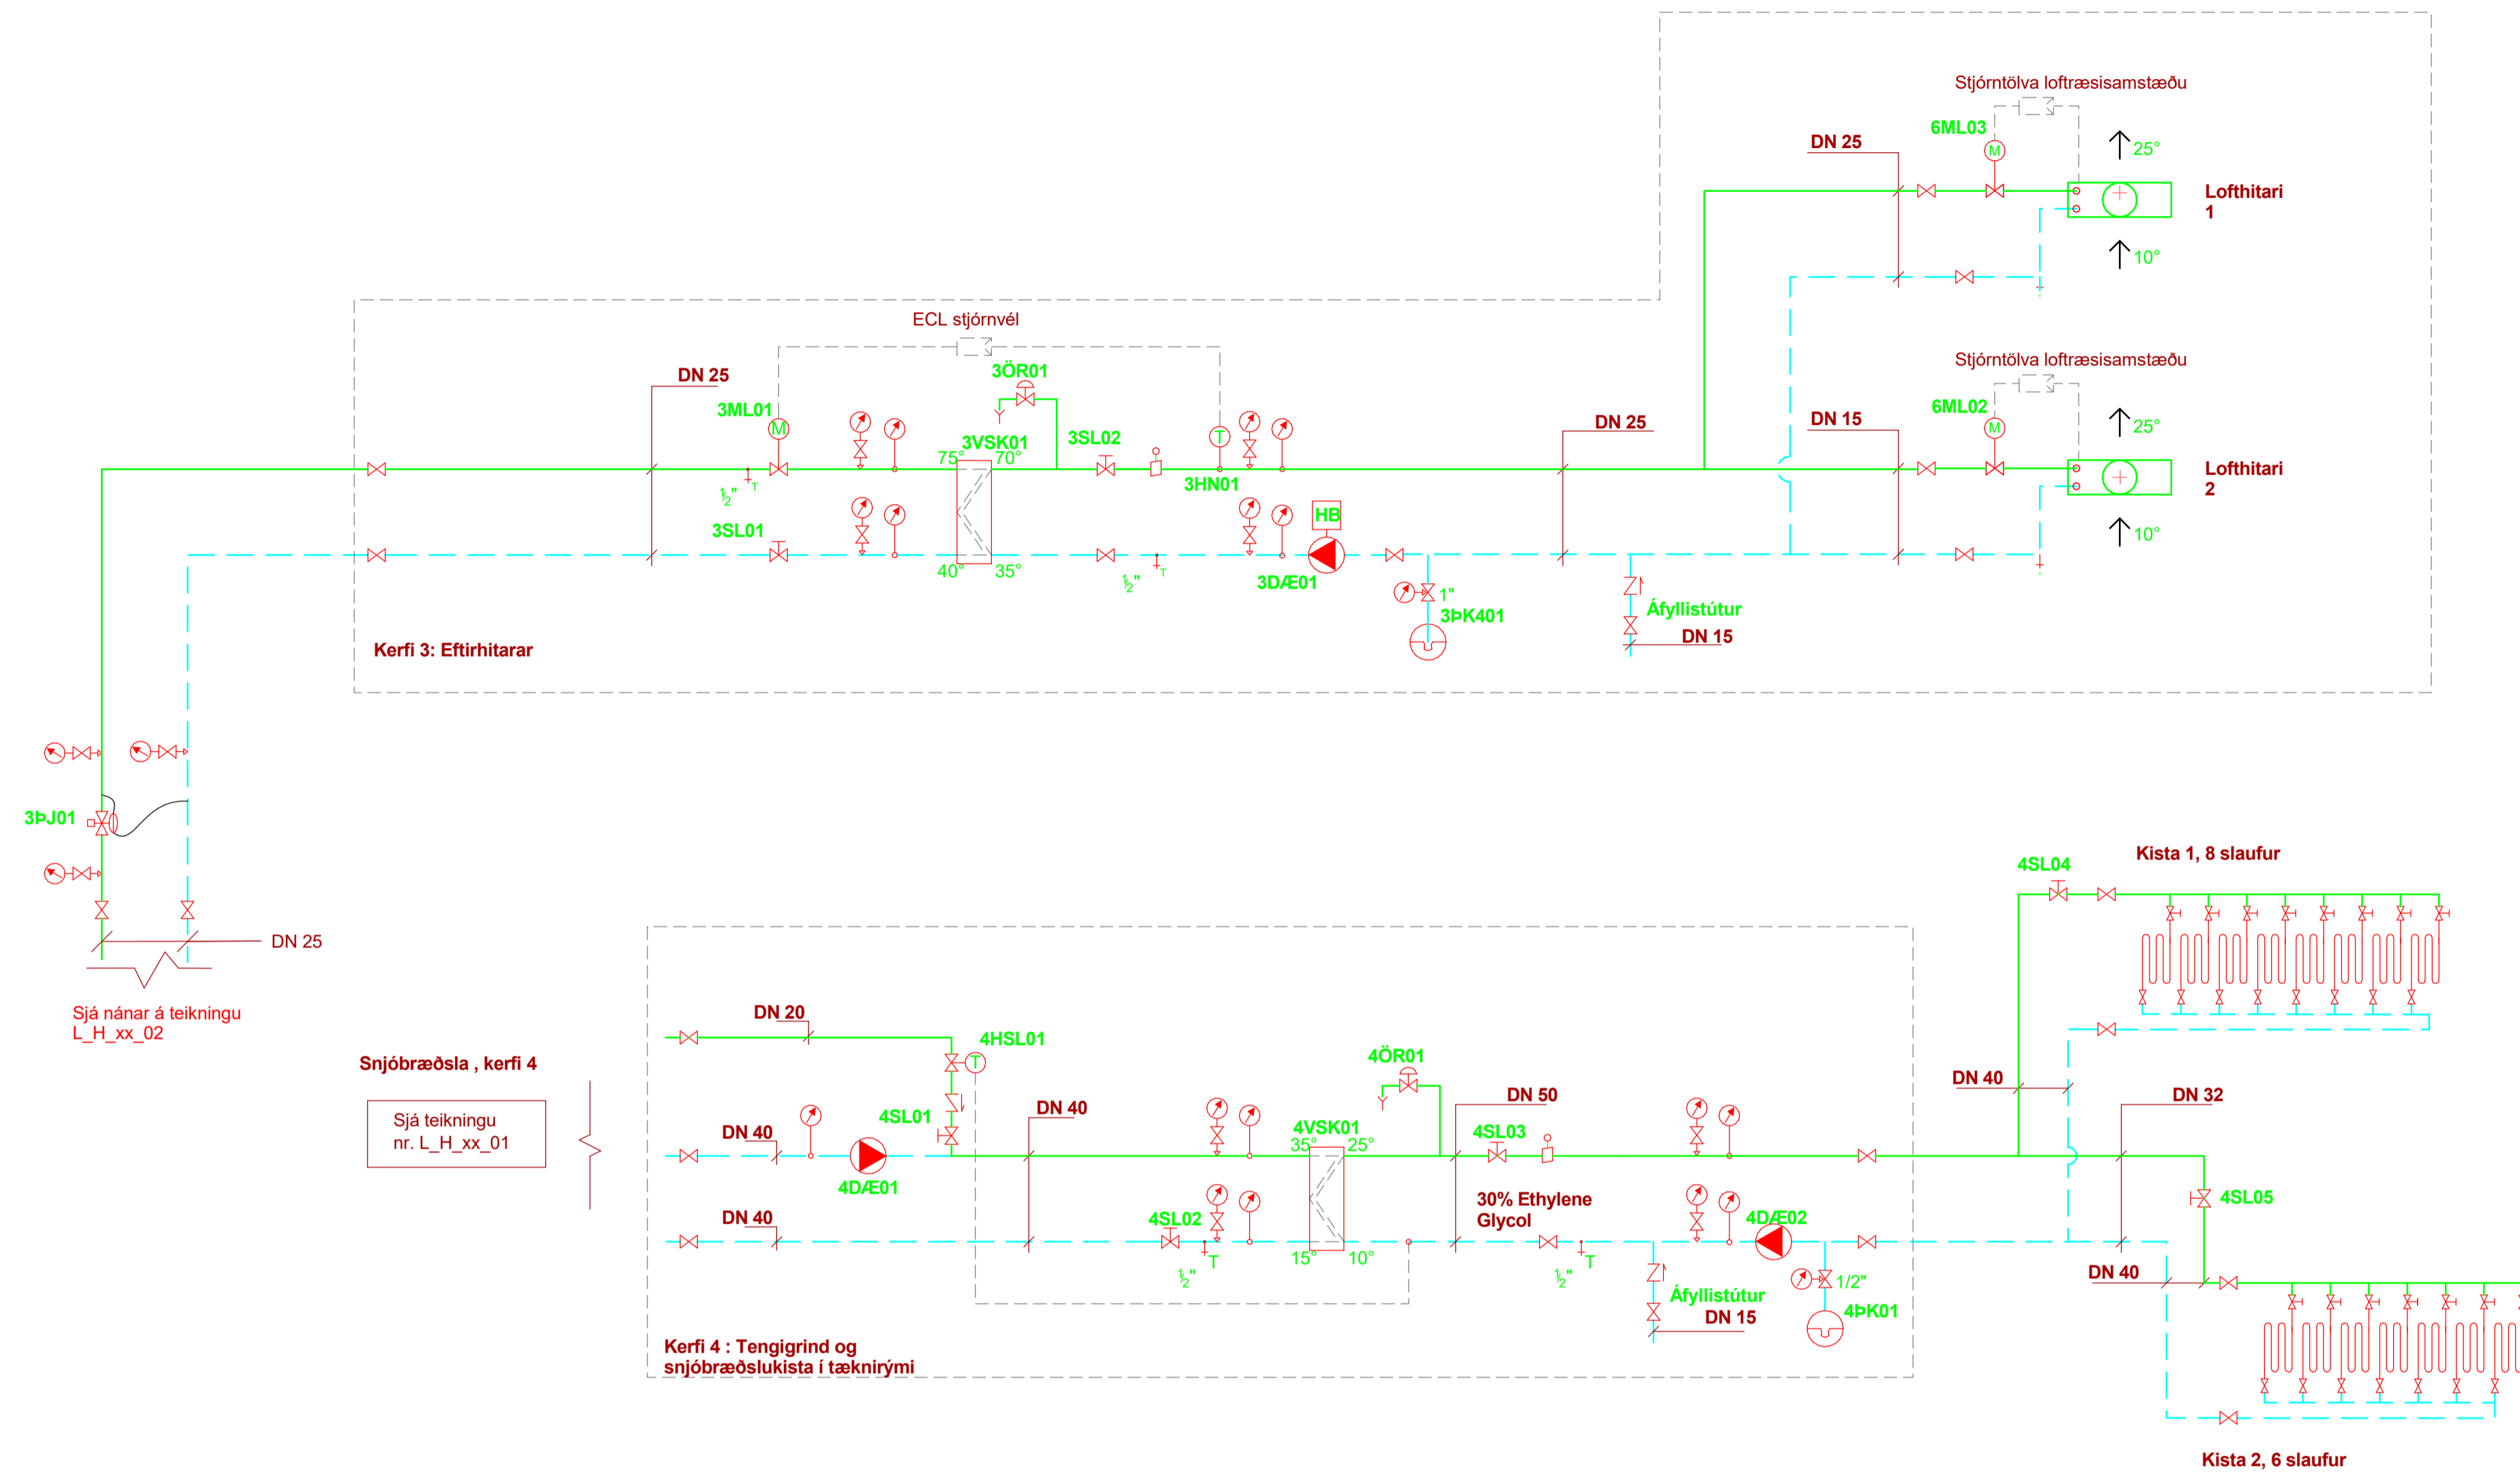 Stjórntölva loftræsisamstæðu
6ML03
DN 25
M
25°
10°
Lofthitari
1
Stjórntölva loftræsisamstæðu
6ML02
DN 15
M
25°
10°
Lofthitari
2
ECL stjórnvél
DN 25
3ML01
M
3ÖR01
3VSK01
3SL02
75°
70°
T
3HN01
DN 25
½"
T
3SL01
40°
35°
½"
T
HB
3DÆ01
1"
3ÞK401
Áfyllistútur
DN 15
Kerfi 3: Eftirhitarar
3ÞJ01
DN 25
Sjá nánar á teikningu
L_H_xx_02
Snjóbræðsla , kerfi 4
Sjá teikningu
nr. L_H_xx_01
DN 20
4HSL01
T
4SL01
DN 40
DN 40
4DÆ01
DN 40
4ÖR01
4VSK01
35°
25°
DN 50
4SL03
4SL02
½"
T
15°
10°
30% Ethylene
Glycol
½"
T
4DÆ02
Áfyllistútur
DN 15
1/2"
4ÞK01
Kerfi 4 : Tengigrind og
snjóbræðslukista í tæknirými
4SL04
Kista 1, 8 slaufur
DN 40
DN 32
4SL05
DN 40
Kista 2, 6 slaufur